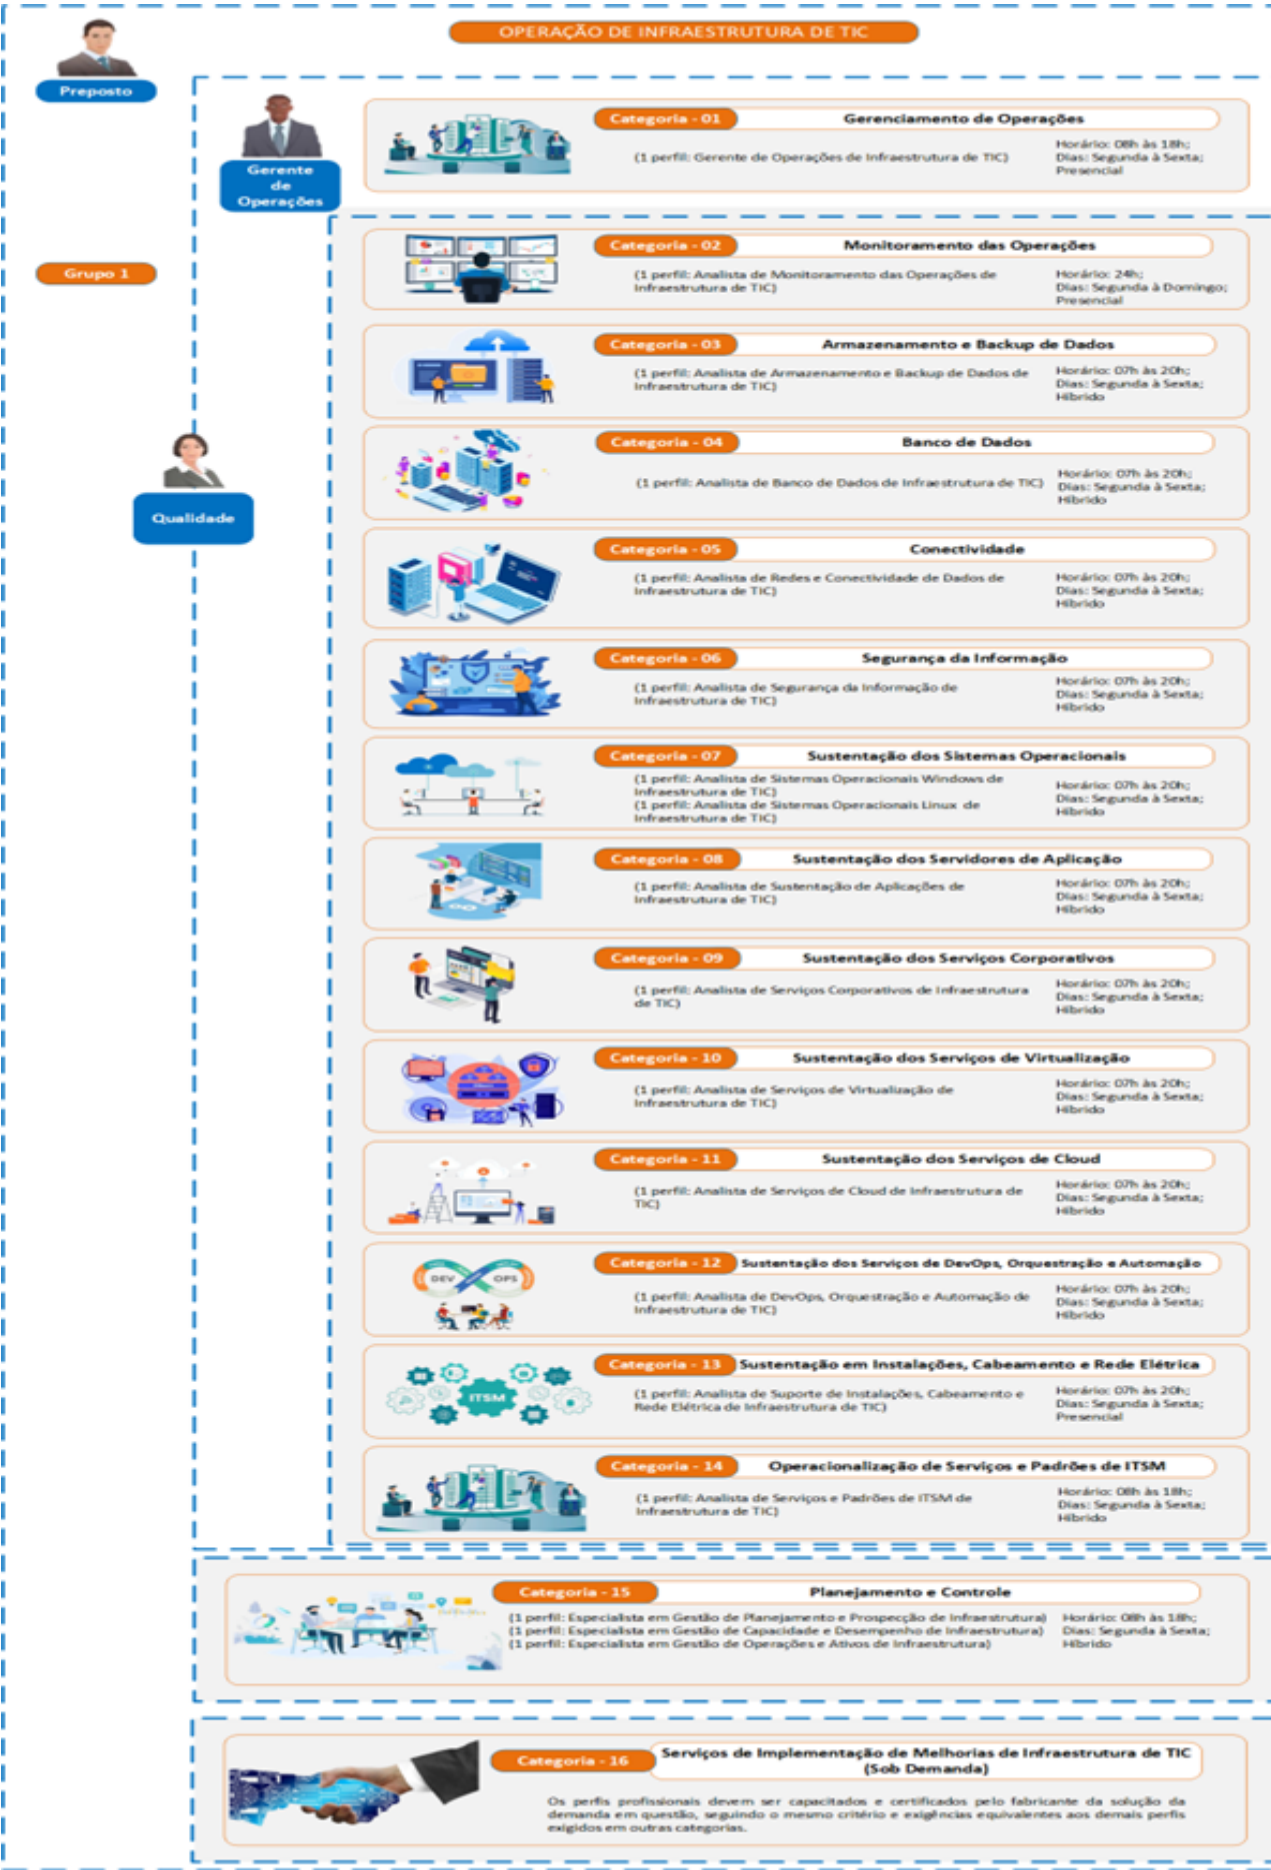 OPERAÇÃO DE INFRAESTRUTURA DE TIC
Preposto
Gerente
de
Operações
Grupo 1
Qualidade
Categoria - 01
Gerenciamento de Operações
(1 perfil: Gerente de Operações de Infraestrutura de TIC)
Horário: 08h às 18h;
Dias: Segunda à Sexta;
Presencial
Categoria - 02
Monitoramento das Operações
(1 perfil: Analista de Monitoramento das Operações de
Infraestrutura de TIC)
Horário: 24h;
Dias: Segunda à Domingo;
Presencial
Categoria - 03
Armazenamento e Backup de Dados
(1 perfil: Analista de Armazenamento e Backup de Dados de
Infraestrutura de TIC)
Horário: 07h às 20h;
Dias: Segunda à Sexta;
Híbrido
Categoria - 04
Banco de Dados
(1 perfil: Analista de Banco de Dados de Infraestrutura de TIC)
Horário: 07h às 20h;
Dias: Segunda à Sexta;
Híbrido
Categoria - 05
Conectividade
(1 perfil: Analista de Redes e Conectividade de Dados de
Infraestrutura de TIC)
Horário: 07h às 20h;
Dias: Segunda à Sexta;
Híbrido
Categoria - 06
Segurança da Informação
(1 perfil: Analista de Segurança da Informação de
Infraestrutura de TIC)
Horário: 07h às 20h;
Dias: Segunda à Sexta;
Híbrido
Categoria - 07
Sustentação dos Sistemas Operacionais
(1 perfil: Analista de Sistemas Operacionais Windows de
Infraestrutura de TIC)
(1 perfil: Analista de Sistemas Operacionais Linux de
Infraestrutura de TIC)
Horário: 07h às 20h;
Dias: Segunda à Sexta;
Híbrido
Categoria - 08
Sustentação dos Servidores de Aplicação
(1 perfil: Analista de Sustentação de Aplicações de
Infraestrutura de TIC)
Horário: 07h às 20h;
Dias: Segunda à Sexta;
Híbrido
Categoria - 09
Sustentação dos Serviços Corporativos
(1 perfil: Analista de Serviços Corporativos de Infraestrutura
de TIC)
Horário: 07h às 20h;
Dias: Segunda à Sexta;
Híbrido
Categoria - 10
Sustentação dos Serviços de Virtualização
(1 perfil: Analista de Serviços de Virtualização de
Infraestrutura de TIC)
Horário: 07h às 20h;
Dias: Segunda à Sexta;
Híbrido
Categoria - 11
Sustentação dos Serviços de Cloud
(1 perfil: Analista de Serviços de Cloud de Infraestrutura de
TIC)
Horário: 07h às 20h;
Dias: Segunda à Sexta;
Híbrido
DEV OPS
Categoria - 12
Sustentação dos Serviços de DevOps, Orquestração e Automação
(1 perfil: Analista de DevOps, Orquestração e Automação de
Infraestrutura de TIC)
Horário: 07h às 20h;
Dias: Segunda à Sexta;
Híbrido
ITSM
Categoria - 13
Sustentação em Instalações, Cabeamento e Rede Elétrica
(1 perfil: Analista de Suporte de Instalações, Cabeamento e
Rede Elétrica de Infraestrutura de TIC)
Horário: 07h às 20h;
Dias: Segunda à Sexta;
Presencial
Categoria - 14
Operacionalização de Serviços e Padrões de ITSM
(1 perfil: Analista de Serviços e Padrões de ITSM de
Infraestrutura de TIC)
Horário: 08h às 18h;
Dias: Segunda à Sexta;
Híbrido
Categoria - 15
Planejamento e Controle
(1 perfil: Especialista em Gestão de Planejamento e Prospecção de Infraestrutura)
(1 perfil: Especialista em Gestão de Capacidade e Desempenho de Infraestrutura)
(1 perfil: Especialista em Gestão de Operações e Ativos de Infraestrutura)
Horário: 08h às 18h;
Dias: Segunda à Sexta;
Híbrido
Categoria - 16
Serviços de Implementação de Melhorias de Infraestrutura de TIC
(Sob Demanda)
Os perfis profissionais devem ser capacitados e certificados pelo fabricante da solução da
demanda em questão, seguindo o mesmo critério e exigências equivalentes aos demais perfis
exigidos em outras categorias.